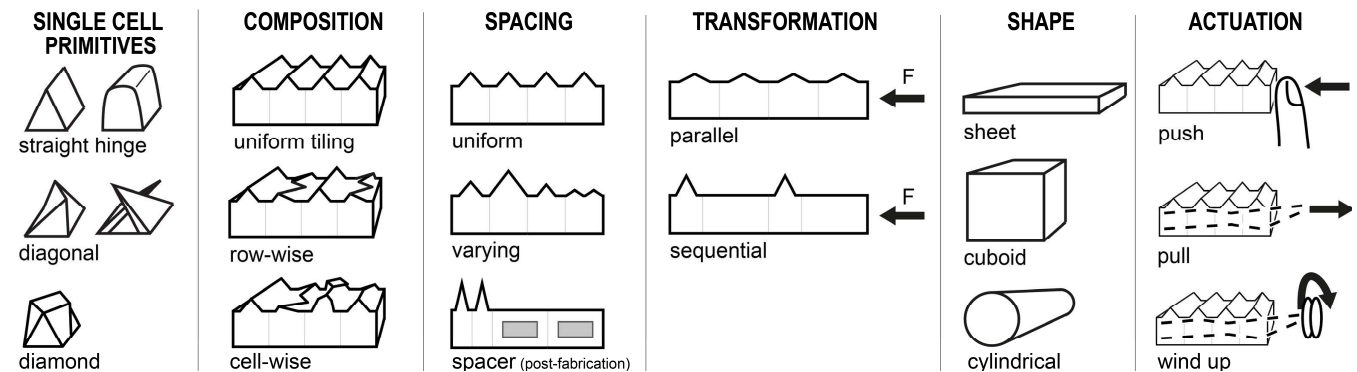 SINGLE CELL
PRIMITIVES
straight hinge
diagonal
diamond
COMPOSITION
uniform tiling
row-wise
cell-wise
SPACING
uniform
varying
spacer (post-fabrication)
TRANSFORMATION
F
parallel
F
sequential
SHAPE
sheet
cuboid
cylindrical
ACTUATION
push
pull
wind up